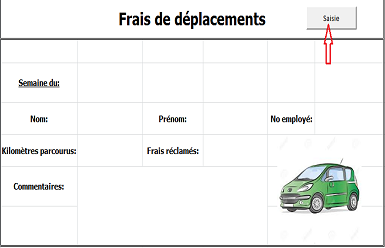 Frais de déplacements
Saisie
Semaine du:
Nom: Prénom: No employé:
Kilomètres parcourus: Frais réclamés:
Commentaires: